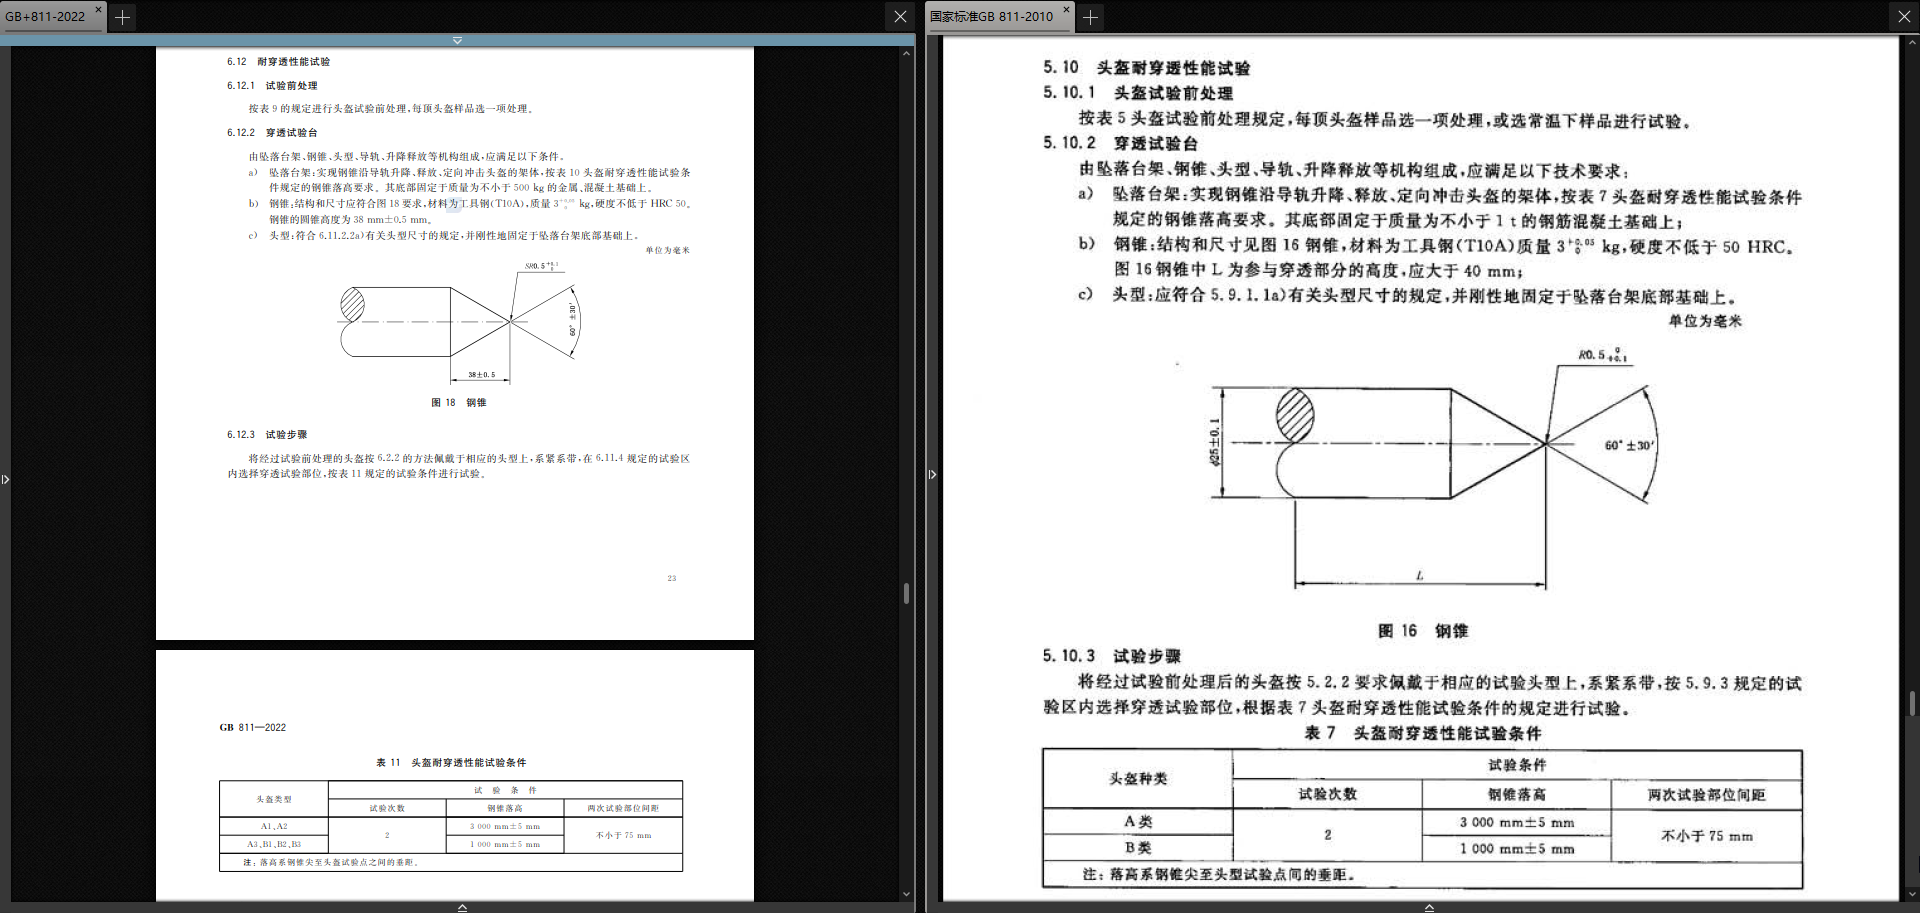 GB+811-2022
6.12 耐穿透性能试验
6.12.1 试验前处理
按表 9 的规定进行头盔试验前处理,每顶头盔样品选一项处理。
6.12.2 穿透试验台
由坠落台架、钢锥、头型、导轨、升降释放等机构组成,应满足以下条件。
a) 坠落台架:实现钢锥沿导轨升降、释放、定向冲击头盔的架体,按表 10 头盔耐穿透性能试验条
件规定的钢锥落高要求。其底部固定于质量为不小于 500 kg 的金属、混凝土基础上。
b) 钢锥:结构和尺寸应符合图 18 要求,材料为工具钢(T10A),质量 3 +0.05 0 kg,硬度不低于 HRC 50。
钢锥的圆锥高度为 38 mm±0.5 mm。
c) 头型:符合 6.11.2.2a)有关头型尺寸的规定,并刚性地固定于坠落台架底部基础上。
单位为毫米
SR0.5 +0.1 0
60°±30′
38±0.5
图 18 钢锥
6.12.3 试验步骤
将经过试验前处理的头盔按 6.2.2 的方法佩戴于相应的头型上,系紧系带,在 6.11.4 规定的试验区
内选择穿透试验部位,按表 11 规定的试验条件进行试验。
23
GB 811—2022
表 11 头盔耐穿透性能试验条件
头盔类型 试 验 条 件
试验次数 钢锥落高 两次试验部位间距
A1、A2 2 3 000 mm±5 mm 不小于 75 mm
A3、B1、B2、B3 1 000 mm±5 mm
注:落高系钢锥尖至头盔试验点之间的垂距。
国家标准GB 811-2010
5.10 头盔耐穿透性能试验
5.10.1 头盔试验前处理
按表 5 头盔试验前处理规定,每顶头盔样品选一项处理,或选常温下样品进行试验。
5.10.2 穿透试验台
由坠落台架、钢锥、头型、导轨、升降释放等机构组成,应满足以下技术要求:
a) 坠落台架:实现钢锥沿导轨升降、释放、定向冲击头盔的架体,按表 7 头盔耐穿透性能试验条件
规定的钢锥落高要求。其底部固定于质量为不小于 1 t 的钢筋混凝土基础上;
b) 钢锥:结构和尺寸见图 16 钢锥,材料为工具钢(T10A)质量 3 +0.05 0 kg,硬度不低于 50 HRC。
图 16 钢锥中 L 为参与穿透部分的高度,应大于 40 mm;
c) 头型:应符合 5.9.1.1a)有关头型尺寸的规定,并刚性地固定于坠落台架底部基础上。
单位为毫米
R0.5 0 +0.1
φ25±0.1
60°±30′
L
图 16 钢锥
5.10.3 试验步骤
将经过试验前处理后的头盔按 5.2.2 要求佩戴于相应的试验头型上,系紧系带,按 5.9.3 规定的试
验区内选择穿透试验部位,根据表 7 头盔耐穿透性能试验条件的规定进行试验。
表 7 头盔耐穿透性能试验条件
头盔种类 试验条件
试验次数 钢锥落高 两次试验部位间距
A 类 2 3 000 mm±5 mm 不小于 75 mm
B 类 1 000 mm±5 mm
注:落高系钢锥尖至头型试验点间的垂距。